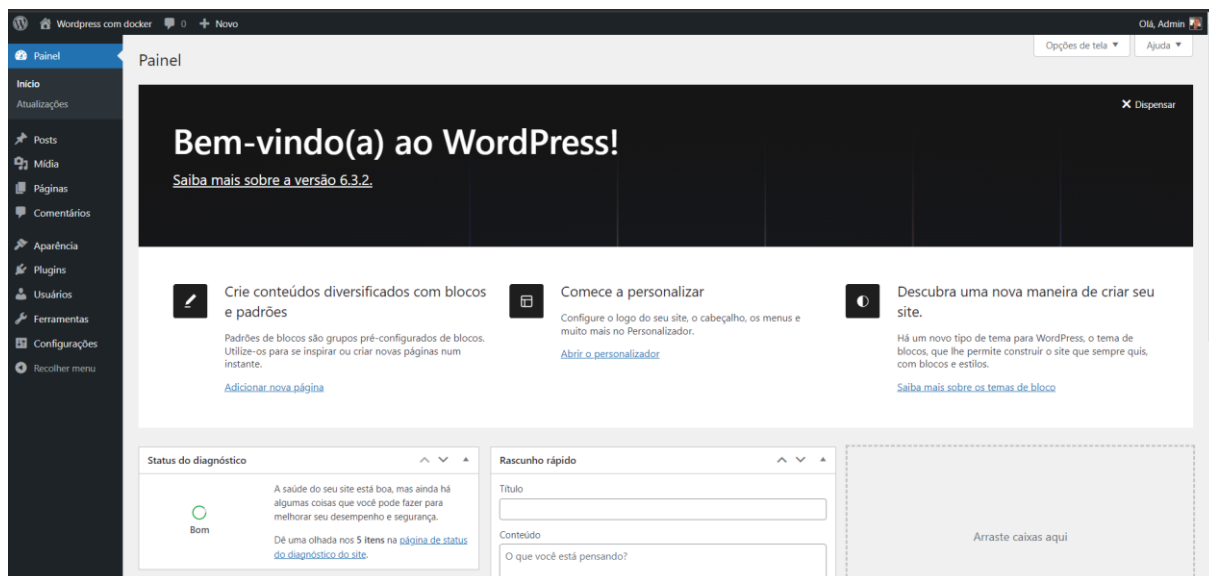 Wordpress com docker 0 Novo
Olá, Admin
Painel
Início
Atualizações
Posts
Mídia
Páginas
Comentários
Aparência
Plugins
Usuários
Ferramentas
Configurações
Recolher menu
Opções de tela
Ajuda
Painel
Dispensar
Bem-vindo(a) ao WordPress!
Saiba mais sobre a versão 6.3.2.
Crie conteúdos diversificados com blocos
e padrões
Padrões de blocos são grupos pré-configurados de blocos.
Utilize-os para se inspirar ou criar novas páginas num
instante.
Adicionar nova página
Comece a personalizar
Configure o logo do seu site, o cabeçalho, os menus e
muito mais no Personalizador.
Abrir o personalizador
Descubra uma nova maneira de criar seu
site.
Há um novo tipo de tema para WordPress, o tema de
blocos, que lhe permite construir o site que sempre quis,
com blocos e estilos.
Saiba mais sobre os temas de bloco
Status do diagnóstico
Bom
A saúde do seu site está boa, mas ainda há
algumas coisas que você pode fazer para
melhorar seu desempenho e segurança.
Dê uma olhada nos 5 itens na página de status
do diagnóstico do site.
Rascunho rápido
Título
Conteúdo
O que você está pensando?
Arraste caixas aqui